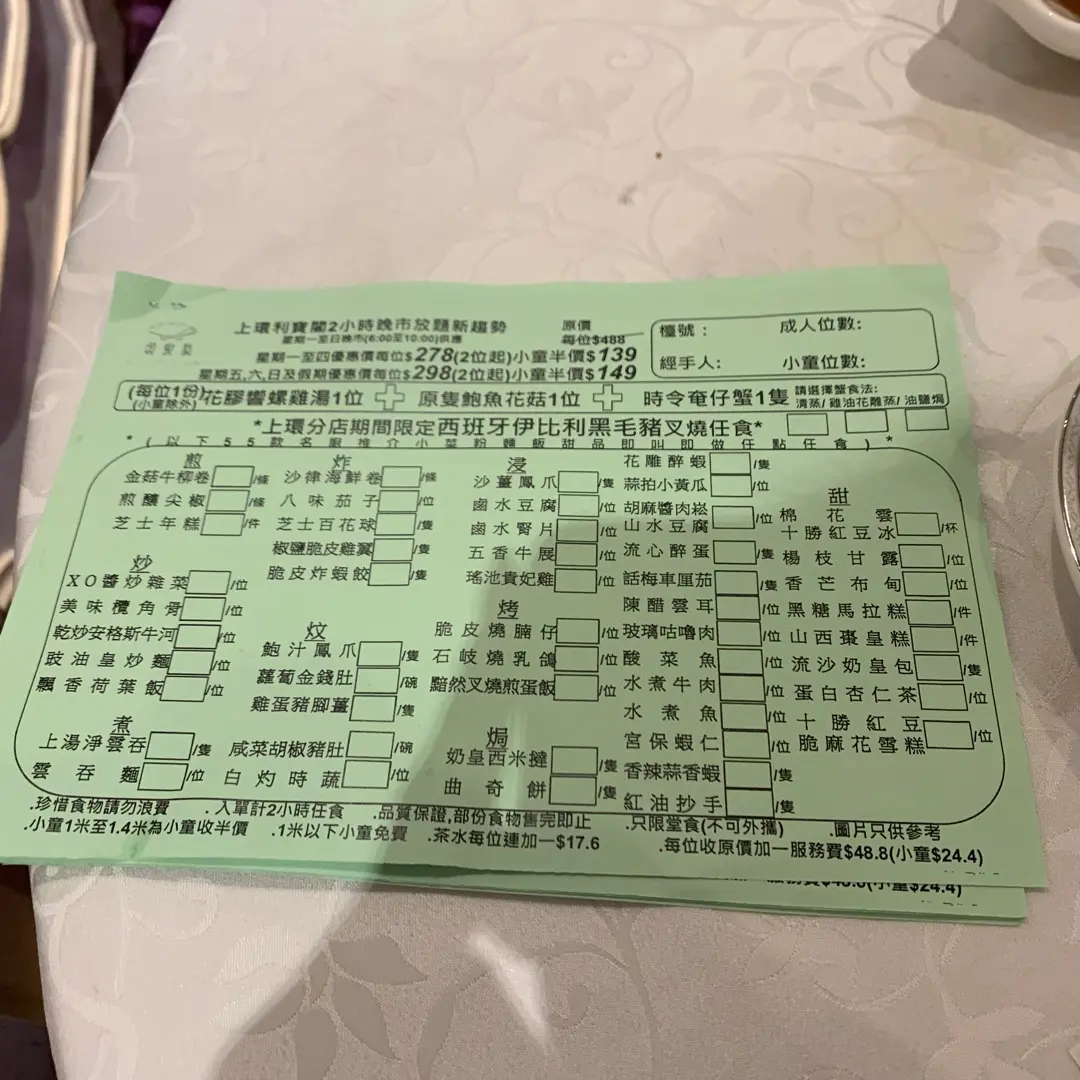 上環利寶閣2小時晚市放題新趨勢
星期一至日晚市(6:00至10:00)供應
原價
每位$488
星期一至四優惠價每位$278(2位起)小童半價$139
星期五,六,日及假期優惠價每位$298(2位起)小童半價$149
檯號：
成人位數：
經手人：
小童位數：
(每位1份)
(小童除外)
花膠響螺雞湯1位
原隻鮑魚花菇1位
時令奄仔蟹1隻
請選擇蟹食法:
清蒸/ 雞油花雕蒸/ 油鹽焗
*上環分店期間限定西班牙伊比利黑毛豬叉燒任食*
*(以下55款名廚推介小菜粉麵飯甜品即叫即做任點任食)*
煎
金菇牛柳卷 /條
煎釀尖椒 /位
芝士年糕 /件
炒
XO醬炒雜菜 /位
美味欖角骨 /位
乾炒安格斯牛河 /位
豉油皇炒麵 /位
飄香荷葉飯 /位
煮
上湯淨雲吞 /隻
雲吞麵 /位
咸菜胡椒豬肚 /碗
白灼時蔬 /位
炸
沙律海鮮卷 /條
八味茄子 /位
芝士百花球 /隻
椒鹽脆皮雞翼 /隻
脆皮炸蝦餃 /隻
炆
鮑汁鳳爪 /隻
蘿蔔金錢肚 /碗
雞蛋豬腳薑 /隻
浸
沙薑鳳爪 /隻
鹵水豆腐 /位
鹵水腎片 /位
五香牛展 /位
瑤池貴妃雞 /位
烤
脆皮燒腩仔 /位
石岐燒乳鴿 /位
黯然叉燒煎蛋飯 /位
焗
奶皇西米撻 /隻
曲奇餅 /位
花雕醉蝦 /隻
蒜拍小黃瓜 /位
胡麻醬肉崧
山水豆腐 /位
流心醉蛋 /隻
話梅車厘茄 /位
陳醋雲耳 /位
玻璃咕嚕肉 /位
酸菜魚 /位
水煮牛肉 /位
水煮魚 /位
宮保蝦仁 /位
香辣蒜香蝦 /隻
紅油抄手 /隻
甜
棉花雲
十勝紅豆冰 /杯
楊枝甘露 /位
香芒布甸 /位
黑糖馬拉糕 /件
山西棗皇糕 /件
流沙奶皇包 /隻
蛋白杏仁茶 /位
十勝紅豆
脆麻花雪糕 /位
.珍惜食物請勿浪費 .入單計2小時任食 .品質保證,部份食物售完即止 .只限堂食(不可外攜) .圖片只供參考
.小童1米至1.4米為小童收半價 .1米以下小童免費 .茶水每位連加一$17.6 .每位收原價加一服務費$48.8(小童$24.4)
服務費$48.8(小童$24.4)